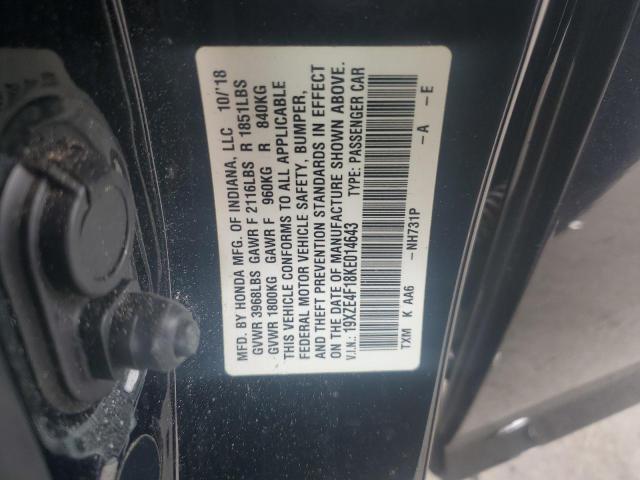 MFD. BY HONDA MFG. OF INDIANA, LLC 10/'18
GVWR 3968LBS GAWR F 2116LBS R 1851LBS
GVWR 1800KG GAWR F 960KG R 840KG
THIS VEHICLE CONFORMS TO ALL APPLICABLE
FEDERAL MOTOR VEHICLE SAFETY, BUMPER,
AND THEFT PREVENTION STANDARDS IN EFFECT
ON THE DATE OF MANUFACTURE SHOWN ABOVE.
V.I.N.: 19XZE4F18KE014643 TYPE: PASSENGER CAR
TXM K AA6 –NH731P –A –E